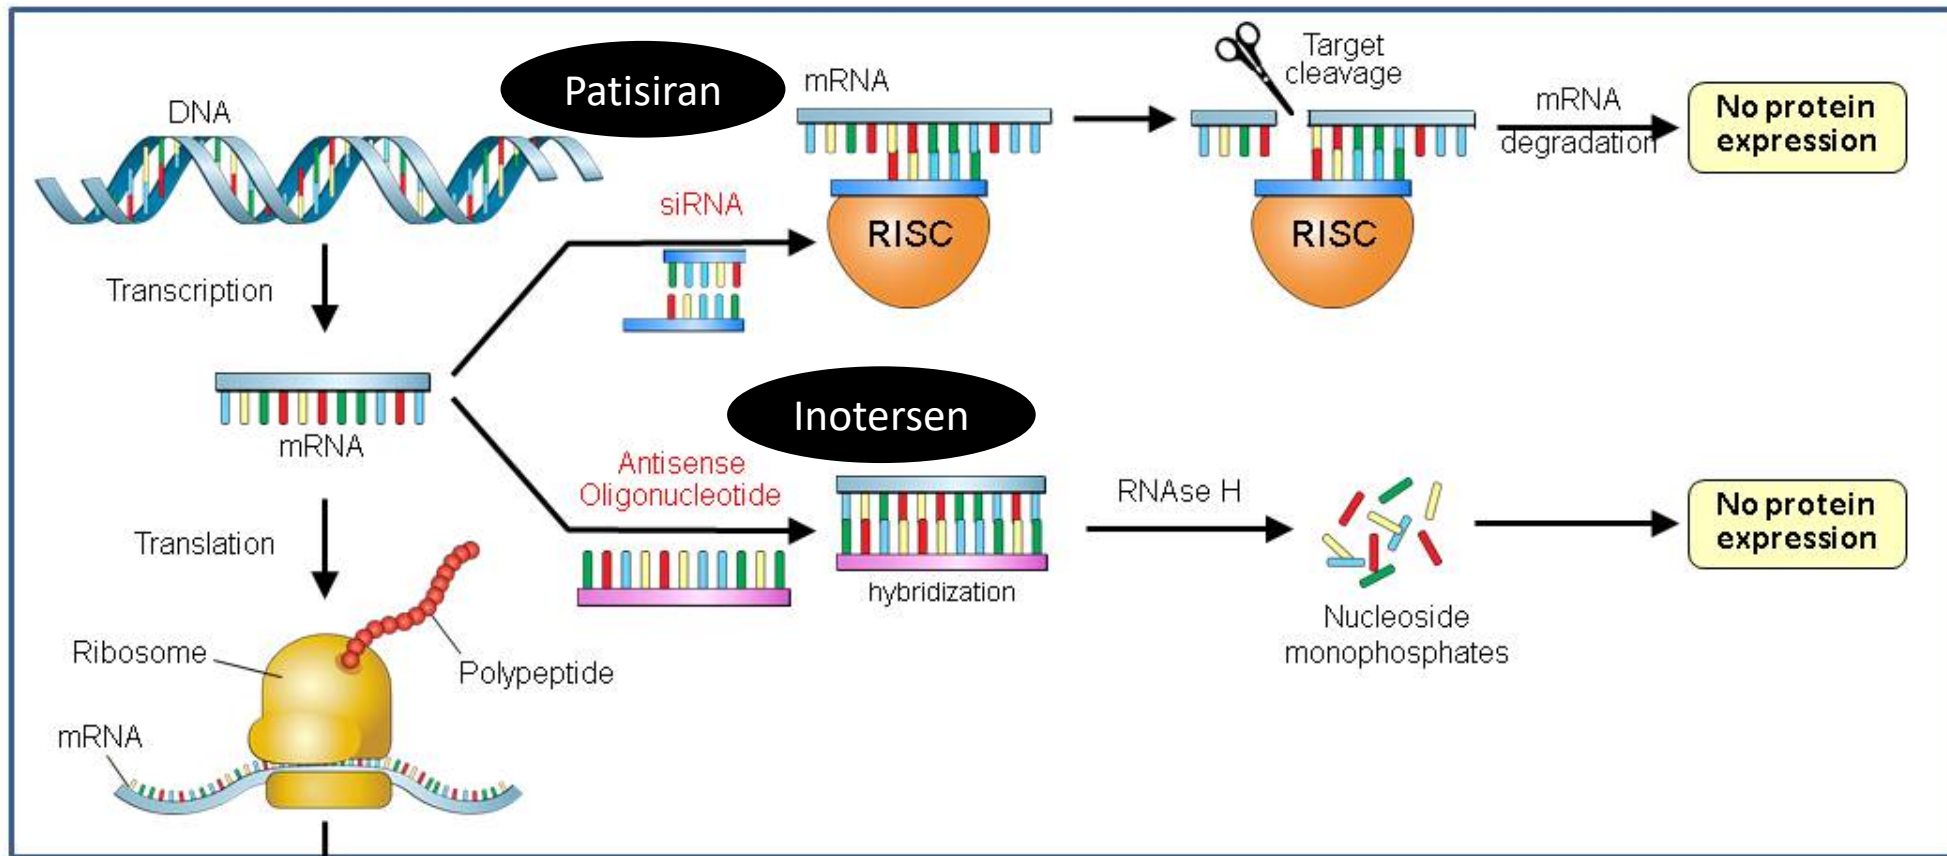 Patisiran
mRNA
Target
cleavage
DNA
mRNA
degradation
No protein
expression
siRNA
RISC
RISC
Transcription
mRNA
Inotersen
Antisense
Oligonucleotide
RNAse H
No protein
expression
Translation
hybridization
Nucleoside
monophosphates
Ribosome
Polypeptide
mRNA